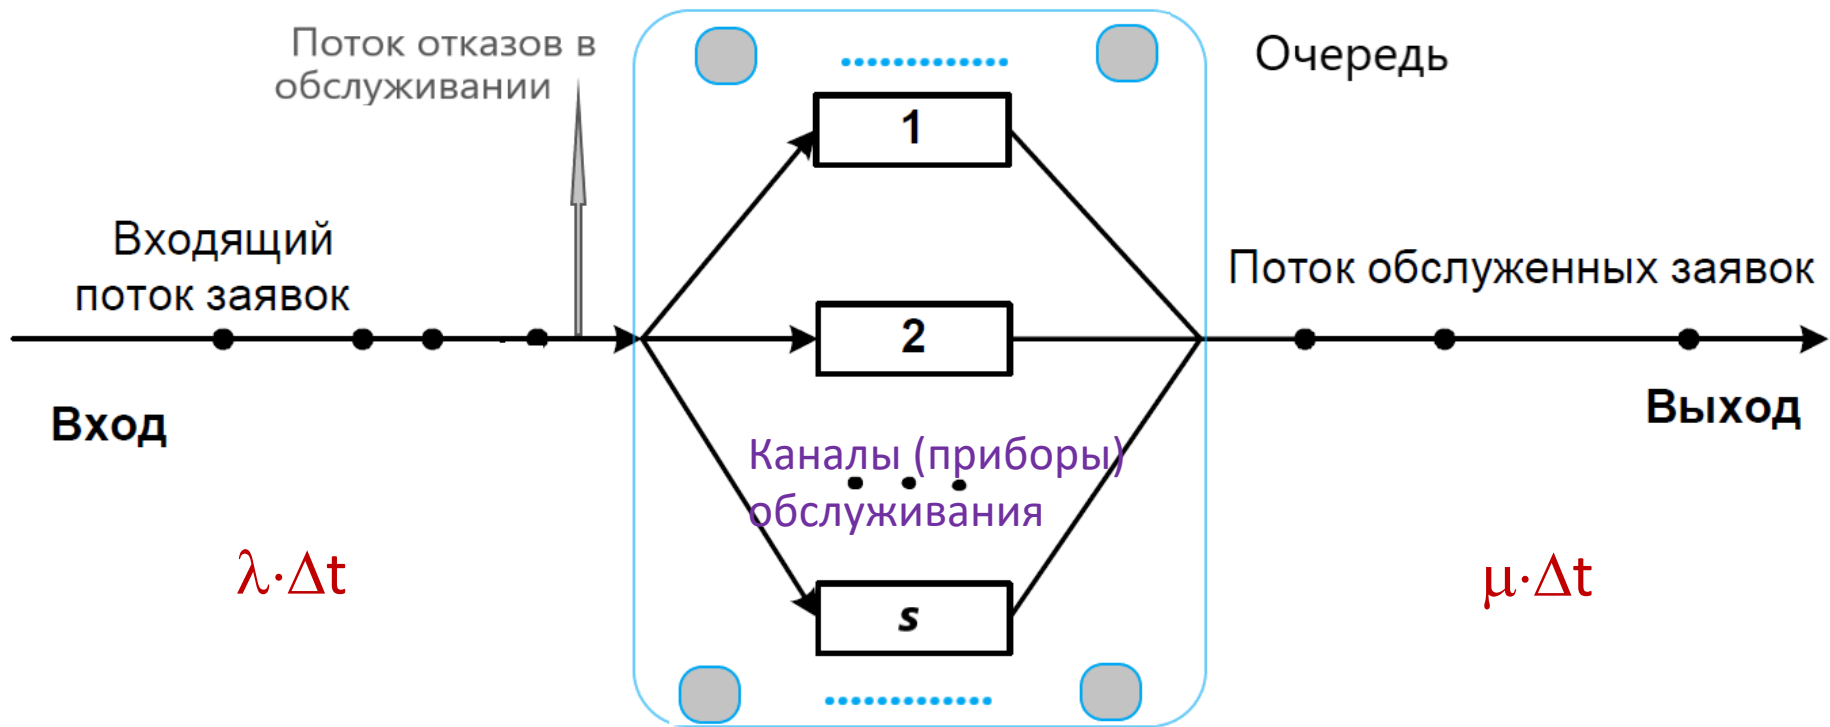 Поток отказов в
обслуживании
Очередь
1
Входящий
поток заявок
Поток обслуженных заявок
2
Вход
Выход
Каналы (приборы)
обслуживания
λ·Δt
μ·Δt
s